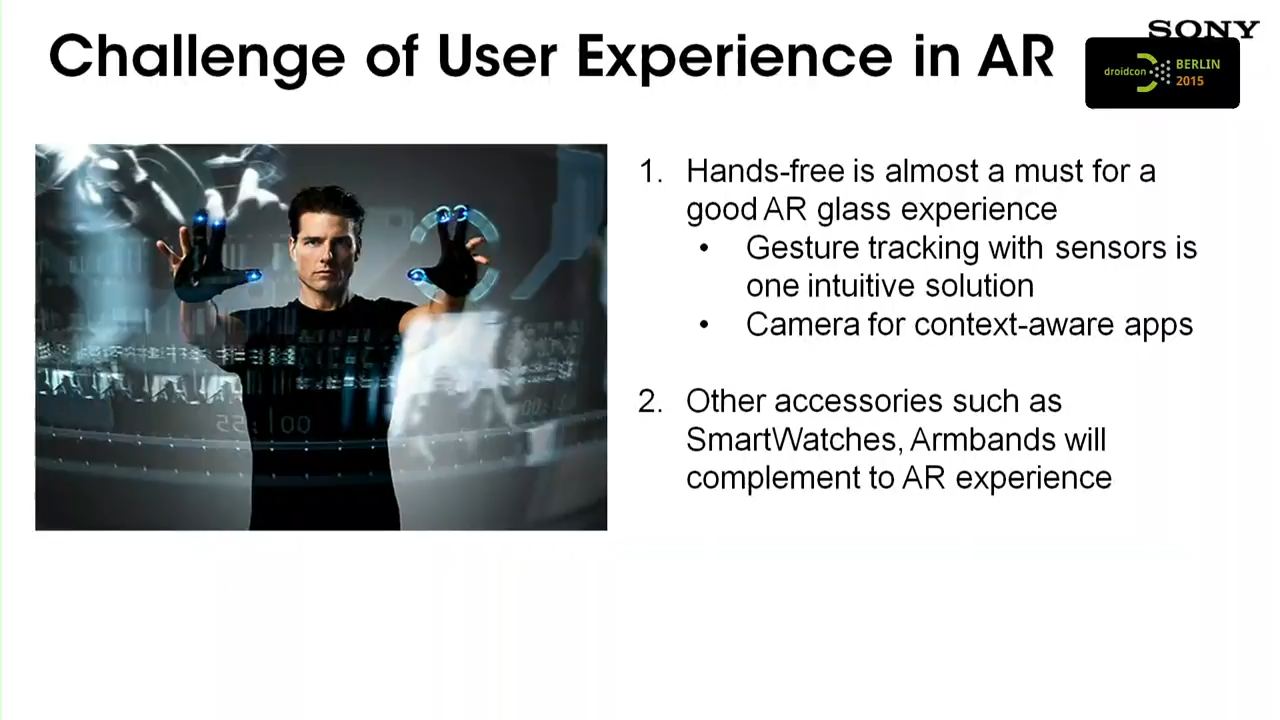 Challenge of User Experience in AR
SONY
droidcon
BERLIN
2015
1. Hands-free is almost a must for a
good AR glass experience
• Gesture tracking with sensors is
one intuitive solution
• Camera for context-aware apps
2. Other accessories such as
SmartWatches, Armbands will
complement to AR experience